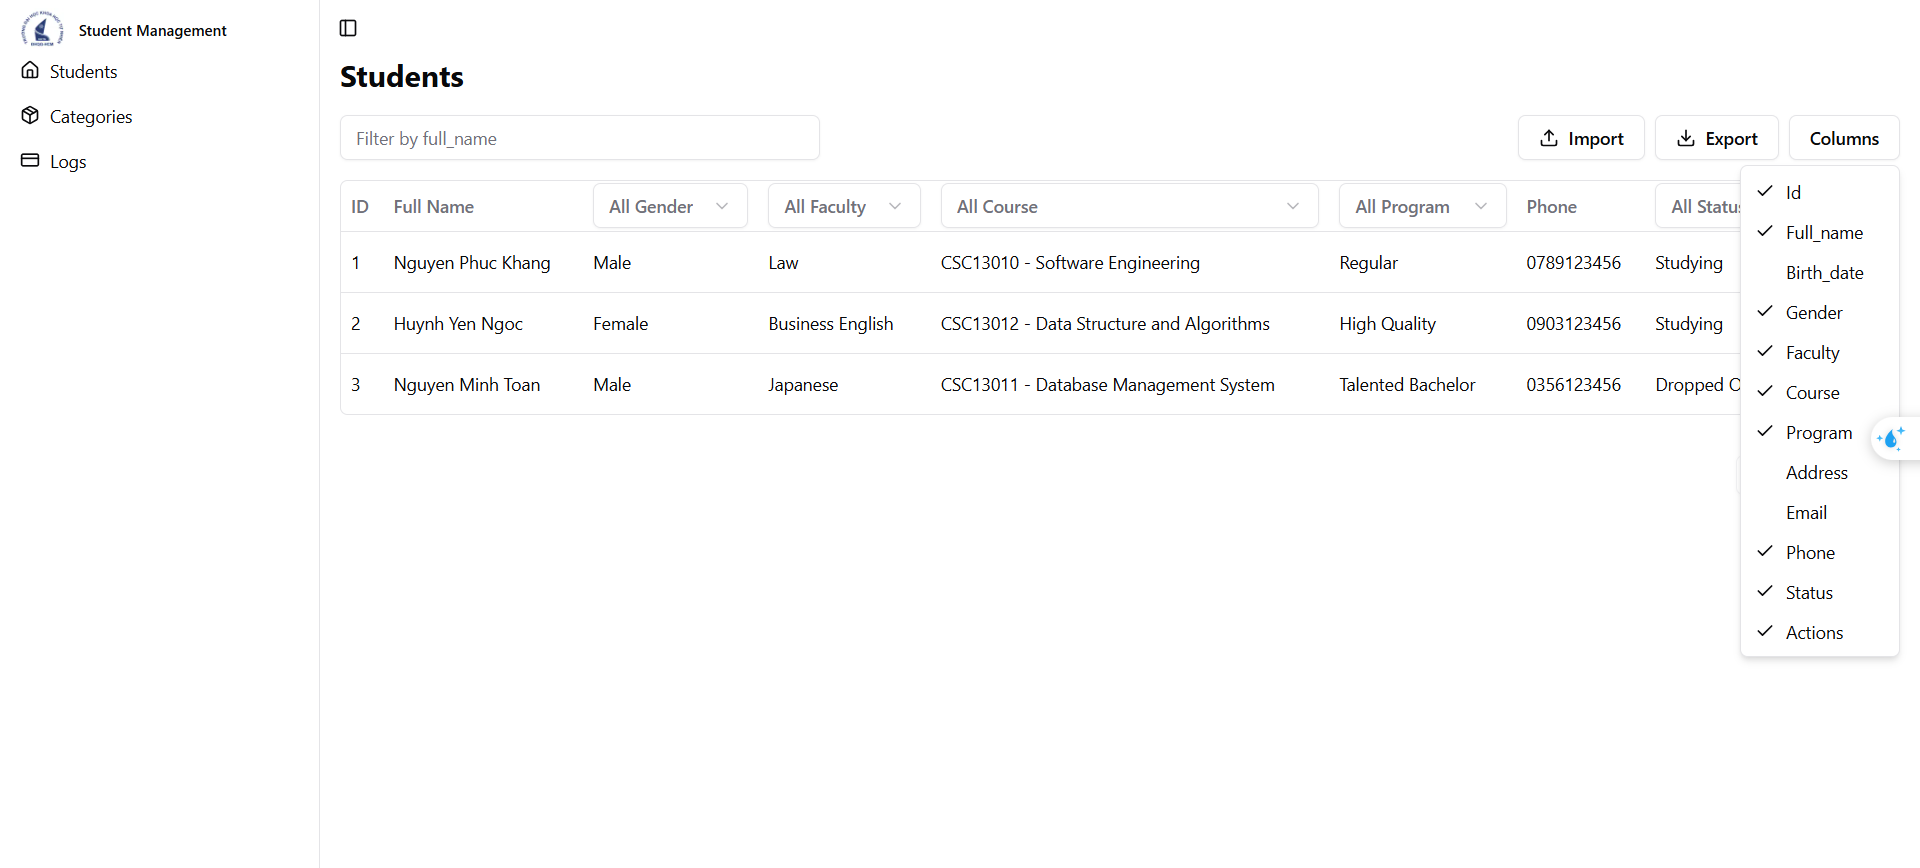 Student Management
Students
Categories
Logs
Students
Filter by full_name
Import
Export
Columns
ID Full Name All Gender All Faculty All Course All Program Phone All Statu
1 Nguyen Phuc Khang Male Law CSC13010 - Software Engineering Regular 0789123456 Studying
2 Huynh Yen Ngoc Female Business English CSC13012 - Data Structure and Algorithms High Quality 0903123456 Studying
3 Nguyen Minh Toan Male Japanese CSC13011 - Database Management System Talented Bachelor 0356123456 Dropped O
Id
Full_name
Birth_date
Gender
Faculty
Course
Program
Address
Email
Phone
Status
Actions